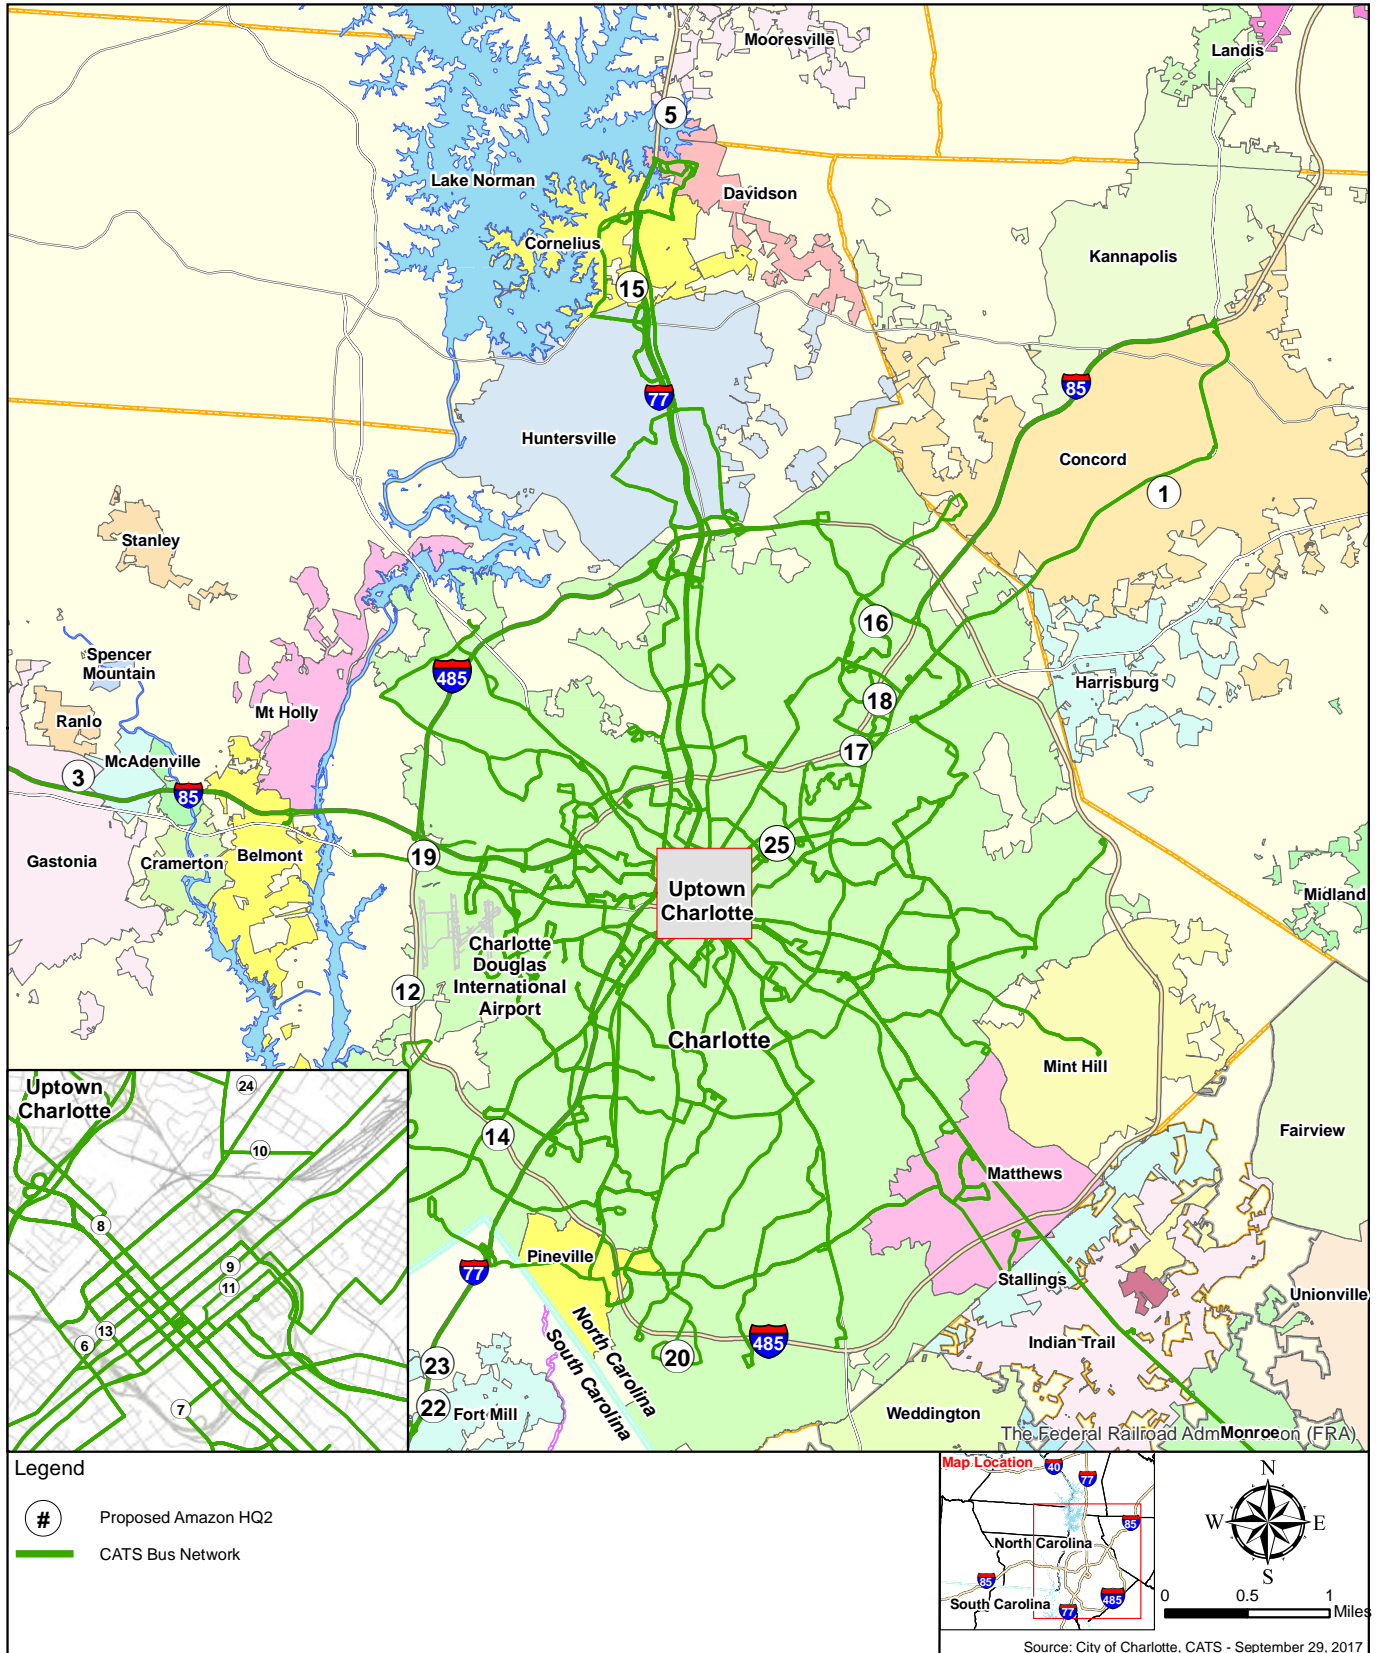 Mooresville
Landis
5
Lake Norman
Davidson
Cornelius
Kannapolis
15
77
85
Huntersville
Concord
1
Stanley
16
Spencer
Mountain
485
Harrisburg
18
Mt Holly
Ranlo
17
McAdenville
3
85
25
19
Gastonia
Cramerton
Belmont
Uptown
Charlotte
Midland
Charlotte
Douglas
International
Airport
12
Charlotte
Mint Hill
Uptown
Charlotte
24
10
8
9
11
13
6
7
14
Fairview
Matthews
Pineville
77
Stallings
Unionville
North Carolina
South Carolina
485
Indian Trail
20
23
22
Fort Mill
Weddington
The Federal Railroad Adm
on (FRA)
Monroe
Legend
# Proposed Amazon HQ2
CATS Bus Network
Map Location
40
77
85
North Carolina
85
South Carolina
485
77
N
W E
S
0 0.5 1
Miles
Source: City of Charlotte, CATS - September 29, 2017